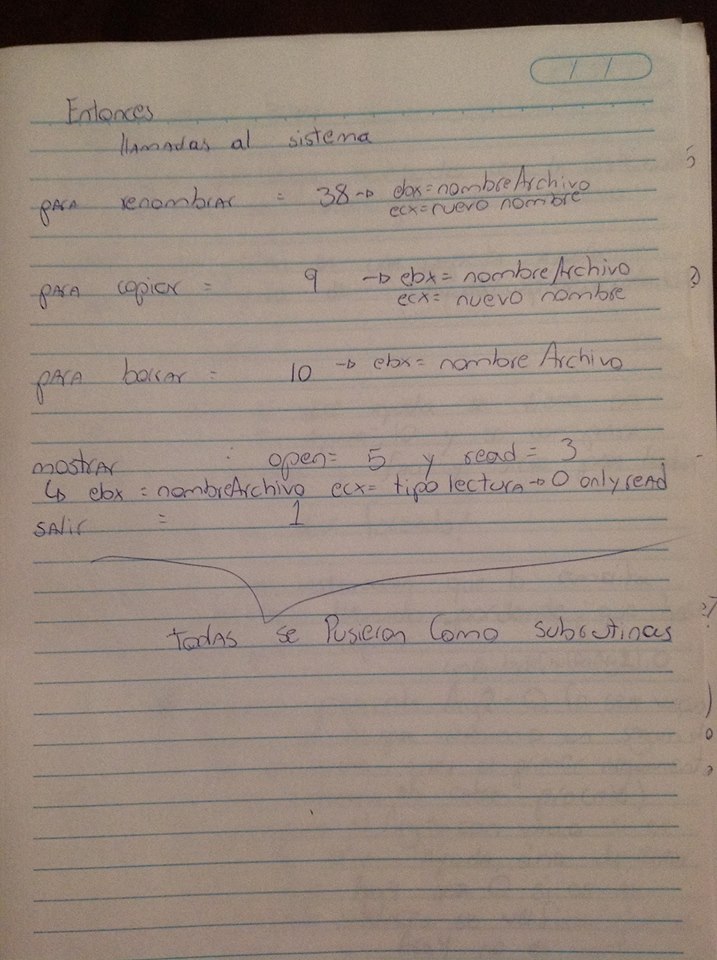 / /
Entonces
llamadas al sistema
para renombrar = 38 → ebx = nombreArchivo
ecx = nuevo nombre
para copiar = 9 → ebx = nombreArchivo
ecx = nuevo nombre
para borrar = 10 → ebx = nombre Archivo
mostrar : open = 5 y read = 3
↳ ebx = nombreArchivo ecx = tipo lectura → 0 only read
salir = 1
todas se pusieron como subrutinas